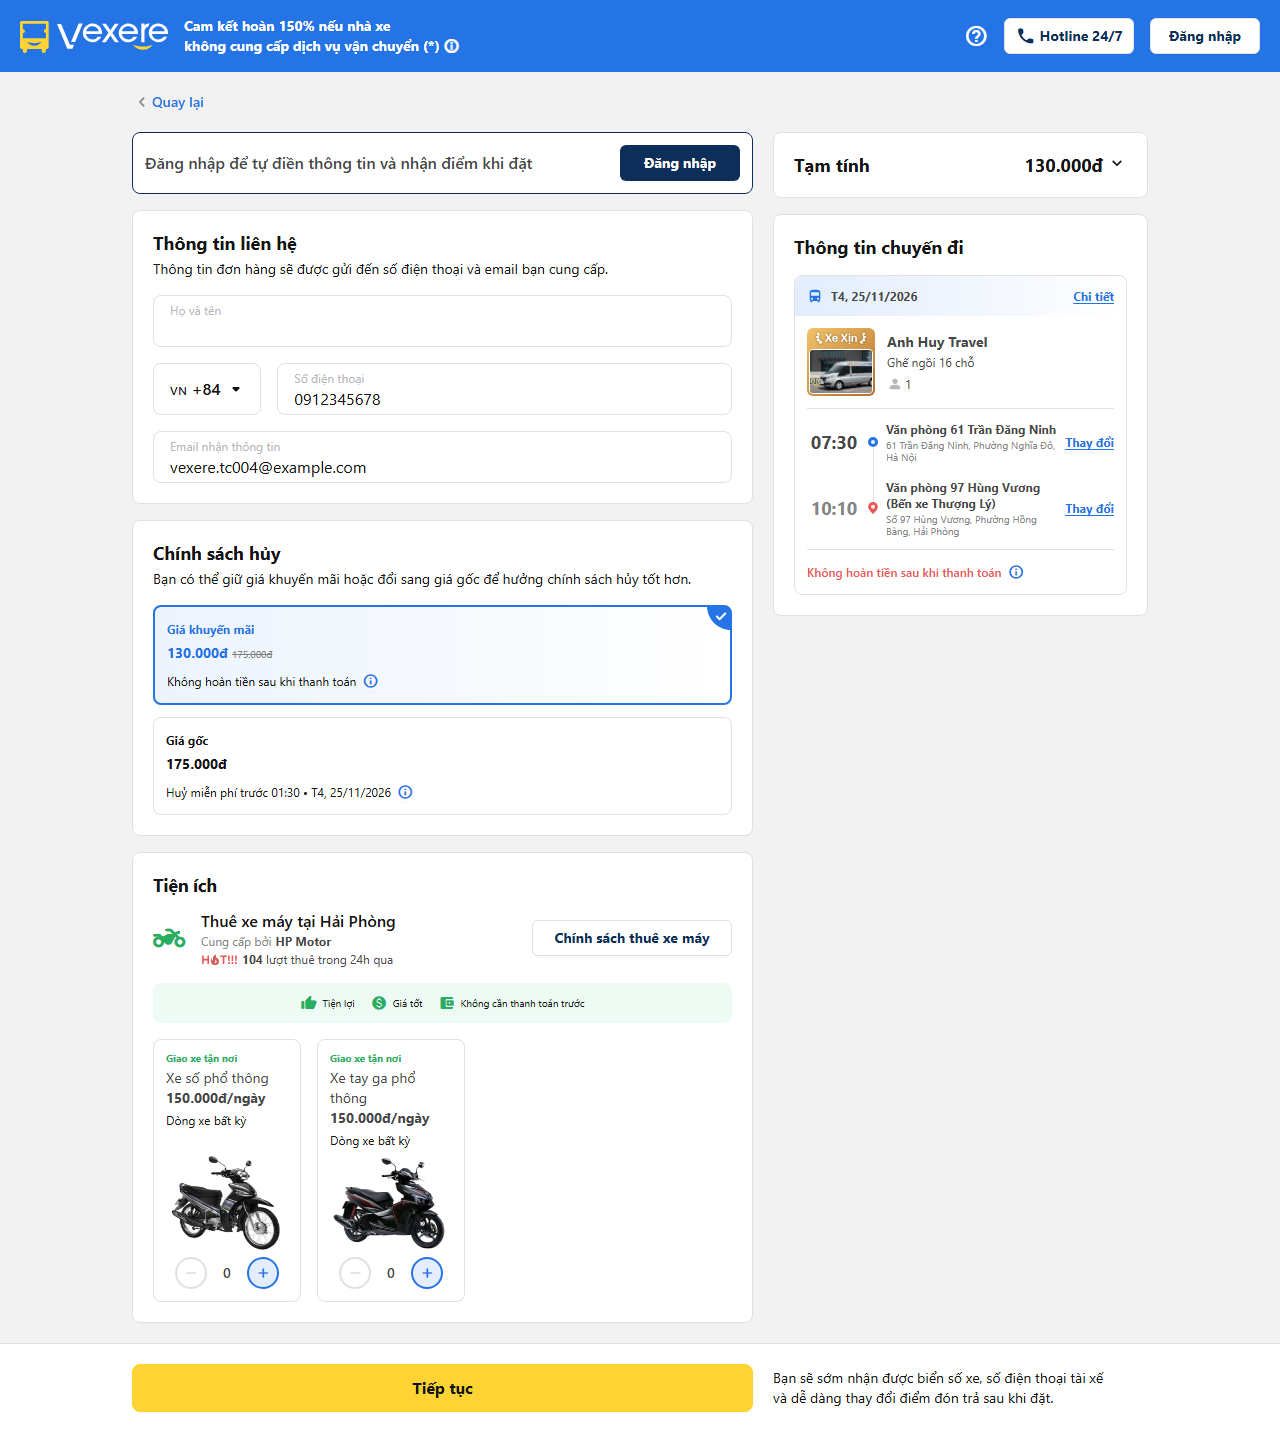 vexere
Cam kết hoàn 150% nếu nhà xe
không cung cấp dịch vụ vận chuyển (*)
Hotline 24/7
Đăng nhập
Quay lại
Đăng nhập để tự điền thông tin và nhận điểm khi đặt
Đăng nhập
Thông tin liên hệ
Thông tin đơn hàng sẽ được gửi đến số điện thoại và email bạn cung cấp.
Họ và tên
VN +84
Số điện thoại
0912345678
Email nhận thông tin
vexere.tc004@example.com
Chính sách hủy
Bạn có thể giữ giá khuyến mãi hoặc đổi sang giá gốc để hưởng chính sách hủy tốt hơn.
Giá khuyến mãi
130.000đ 175.000đ
Không hoàn tiền sau khi thanh toán
Giá gốc
175.000đ
Huỷ miễn phí trước 01:30 • T4, 25/11/2026
Tiện ích
Thuê xe máy tại Hải Phòng
Cung cấp bởi HP Motor
HOT!!! 104 lượt thuê trong 24h qua
Chính sách thuê xe máy
Tiện lợi
Giá tốt
Không cần thanh toán trước
Giao xe tận nơi
Xe số phổ thông
150.000đ/ngày
Dòng xe bất kỳ
0
Giao xe tận nơi
Xe tay ga phổ
thông
150.000đ/ngày
Dòng xe bất kỳ
0
Tạm tính
130.000đ
Thông tin chuyến đi
T4, 25/11/2026
Chi tiết
Xe Xịn
Anh Huy Travel
Ghế ngồi 16 chỗ
1
07:30
Văn phòng 61 Trần Đăng Ninh
61 Trần Đăng Ninh, Phường Nghĩa Đô,
Hà Nội
Thay đổi
10:10
Văn phòng 97 Hùng Vương
(Bến xe Thượng Lý)
Số 97 Hùng Vương, Phường Hồng
Bàng, Hải Phòng
Thay đổi
Không hoàn tiền sau khi thanh toán
Tiếp tục
Bạn sẽ sớm nhận được biển số xe, số điện thoại tài xế
và dễ dàng thay đổi điểm đón trả sau khi đặt.